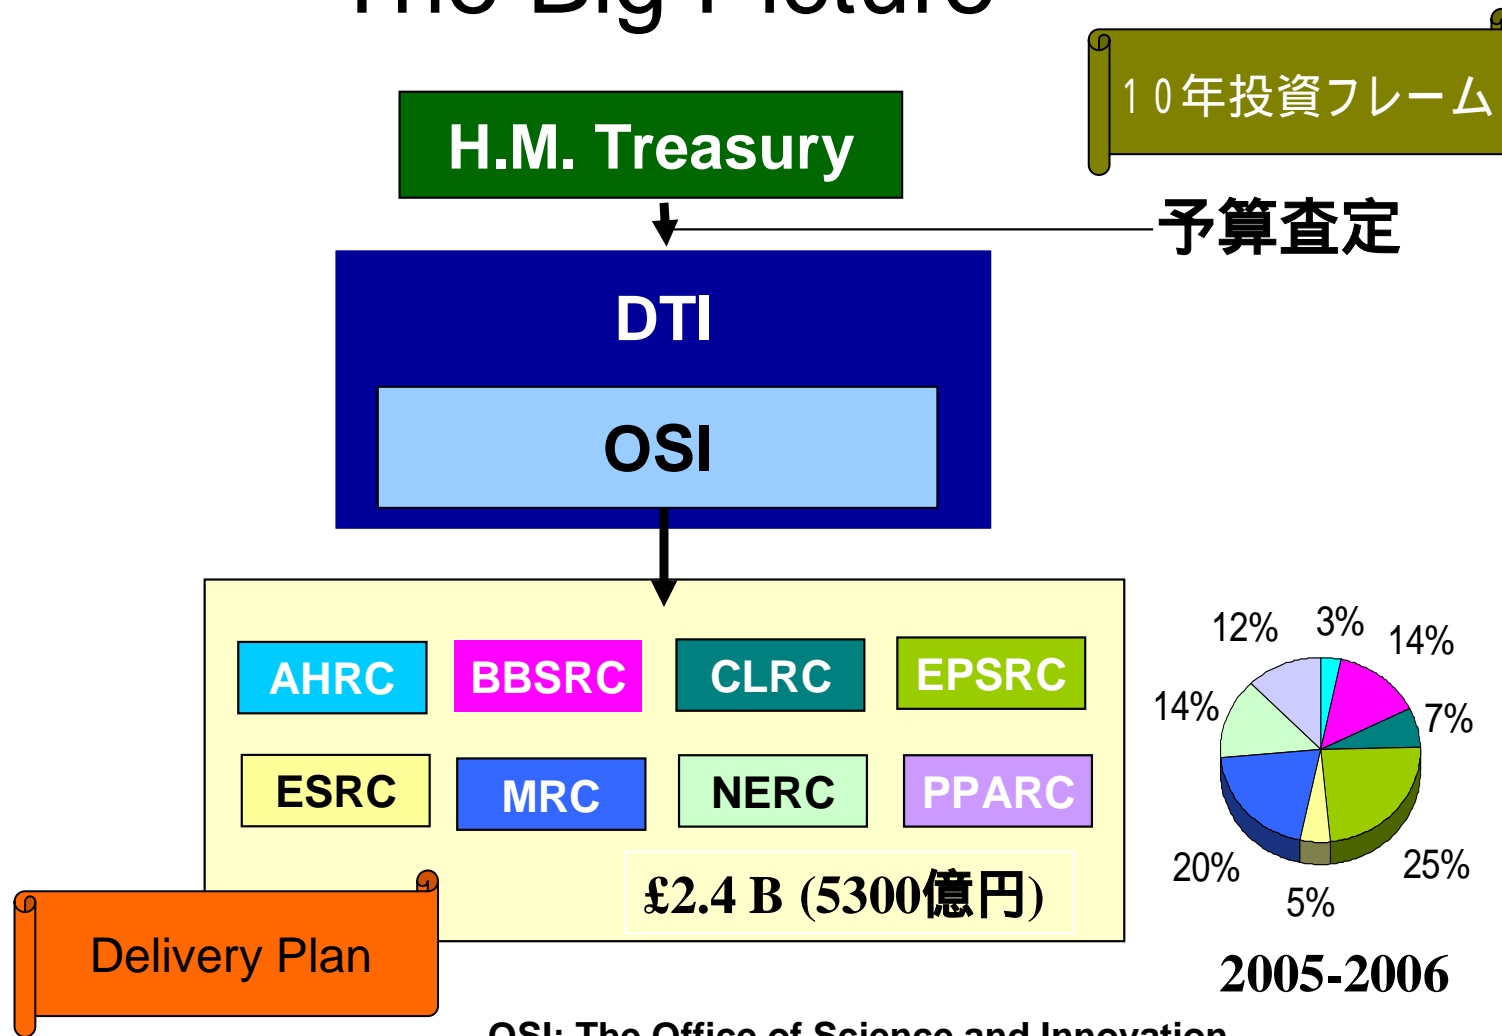 The Big Picture
10年投資フレーム
H.M. Treasury
予算査定
DTI
OSI
AHRC
BBSRC
CLRC
EPSRC
ESRC
MRC
NERC
PPARC
£2.4 B (5300億円)
Delivery Plan
12%
3%
14%
14%
7%
20%
25%
5%
2005-2006
OSI: The Office of Science and Innovation